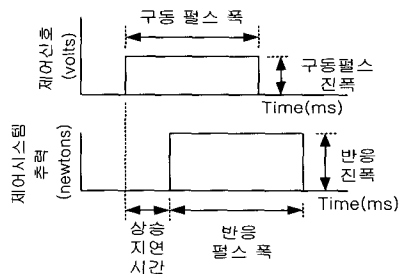 구동 펄스 폭
제어신호
(volts)
구동펄스
진폭
Time(ms)
제어시스템
추력
(newtons)
반응
진폭
Time(ms)
상승
지연
시간
반응
펄스 폭